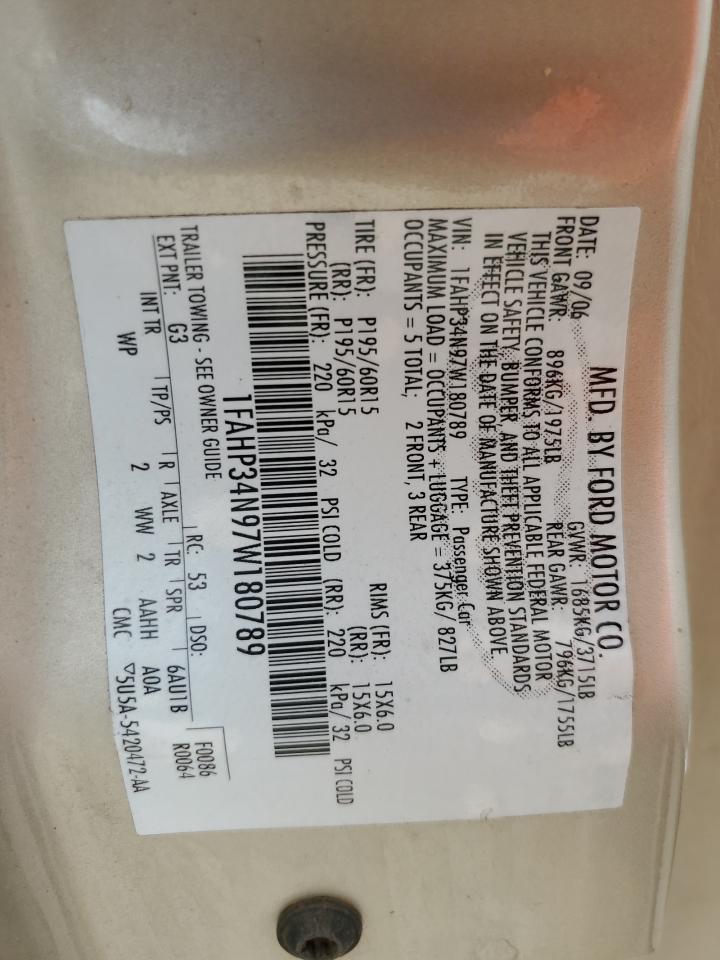 MFD. BY FORD MOTOR CO.
DATE: 09/06 GVWR: 1685KG/3715LB
FRONT GAWR: 896KG/1975LB REAR GAWR: 796KG/1755LB
THIS VEHICLE CONFORMS TO ALL APPLICABLE FEDERAL MOTOR
VEHICLE SAFETY, BUMPER, AND THEFT PREVENTION STANDARDS
IN EFFECT ON THE DATE OF MANUFACTURE SHOWN ABOVE.
VIN: 1FAHP34N97W180789 TYPE: Passenger Car
MAXIMUM LOAD = OCCUPANTS + LUGGAGE = 375KG/ 827LB
OCCUPANTS = 5 TOTAL; 2 FRONT, 3 REAR
TIRE (FR): P195/60R15 RIMS (FR): 15X6.0
(RR): P195/60R15 (RR): 15X6.0
PRESSURE (FR): 220 kPa/ 32 PSI COLD (RR): 220 kPa/ 32 PSI COLD
1FAHP34N97W180789
TRAILER TOWING - SEE OWNER GUIDE F0086
RC: 53 DSO: R0064
EXT PNT: G3 6AU1B
INT TR TP/PS R AXLE TR SPR
WP 2 WW 2 AAHH AOA
CMC ▽5U5A-5420472-AA